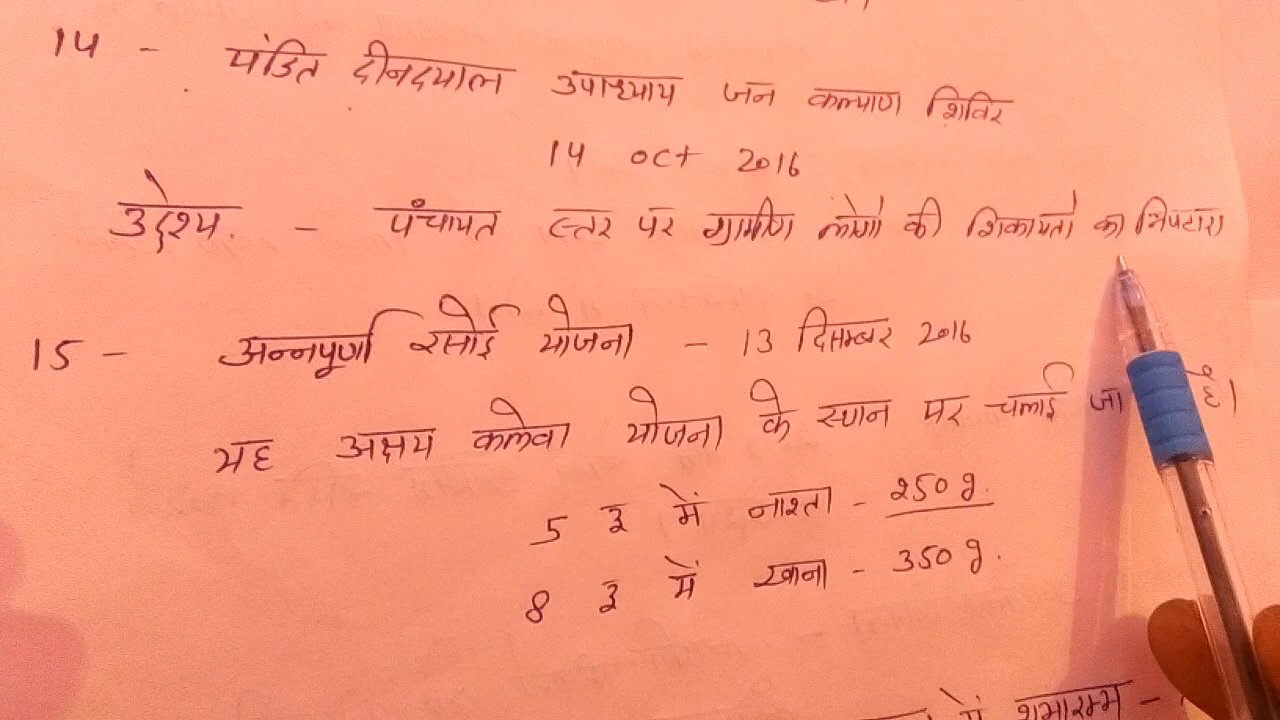 14 - पंडित दीनदयाल उपाध्याय जन कल्याण शिविर
14 oct 2016
उद्देश्य. - पंचायत स्तर पर ग्रामीण लोगो की शिकायतो का निपटारा
15 - अन्नपूर्णा रसोई योजना - 13 दिसम्बर 2016
यह अक्षय कलेवा योजना के स्थान पर चलाई जा है।
5 रु में नाश्ता - 250 g.
8 रु में खाना - 350 g.
में शुभारम्भ -